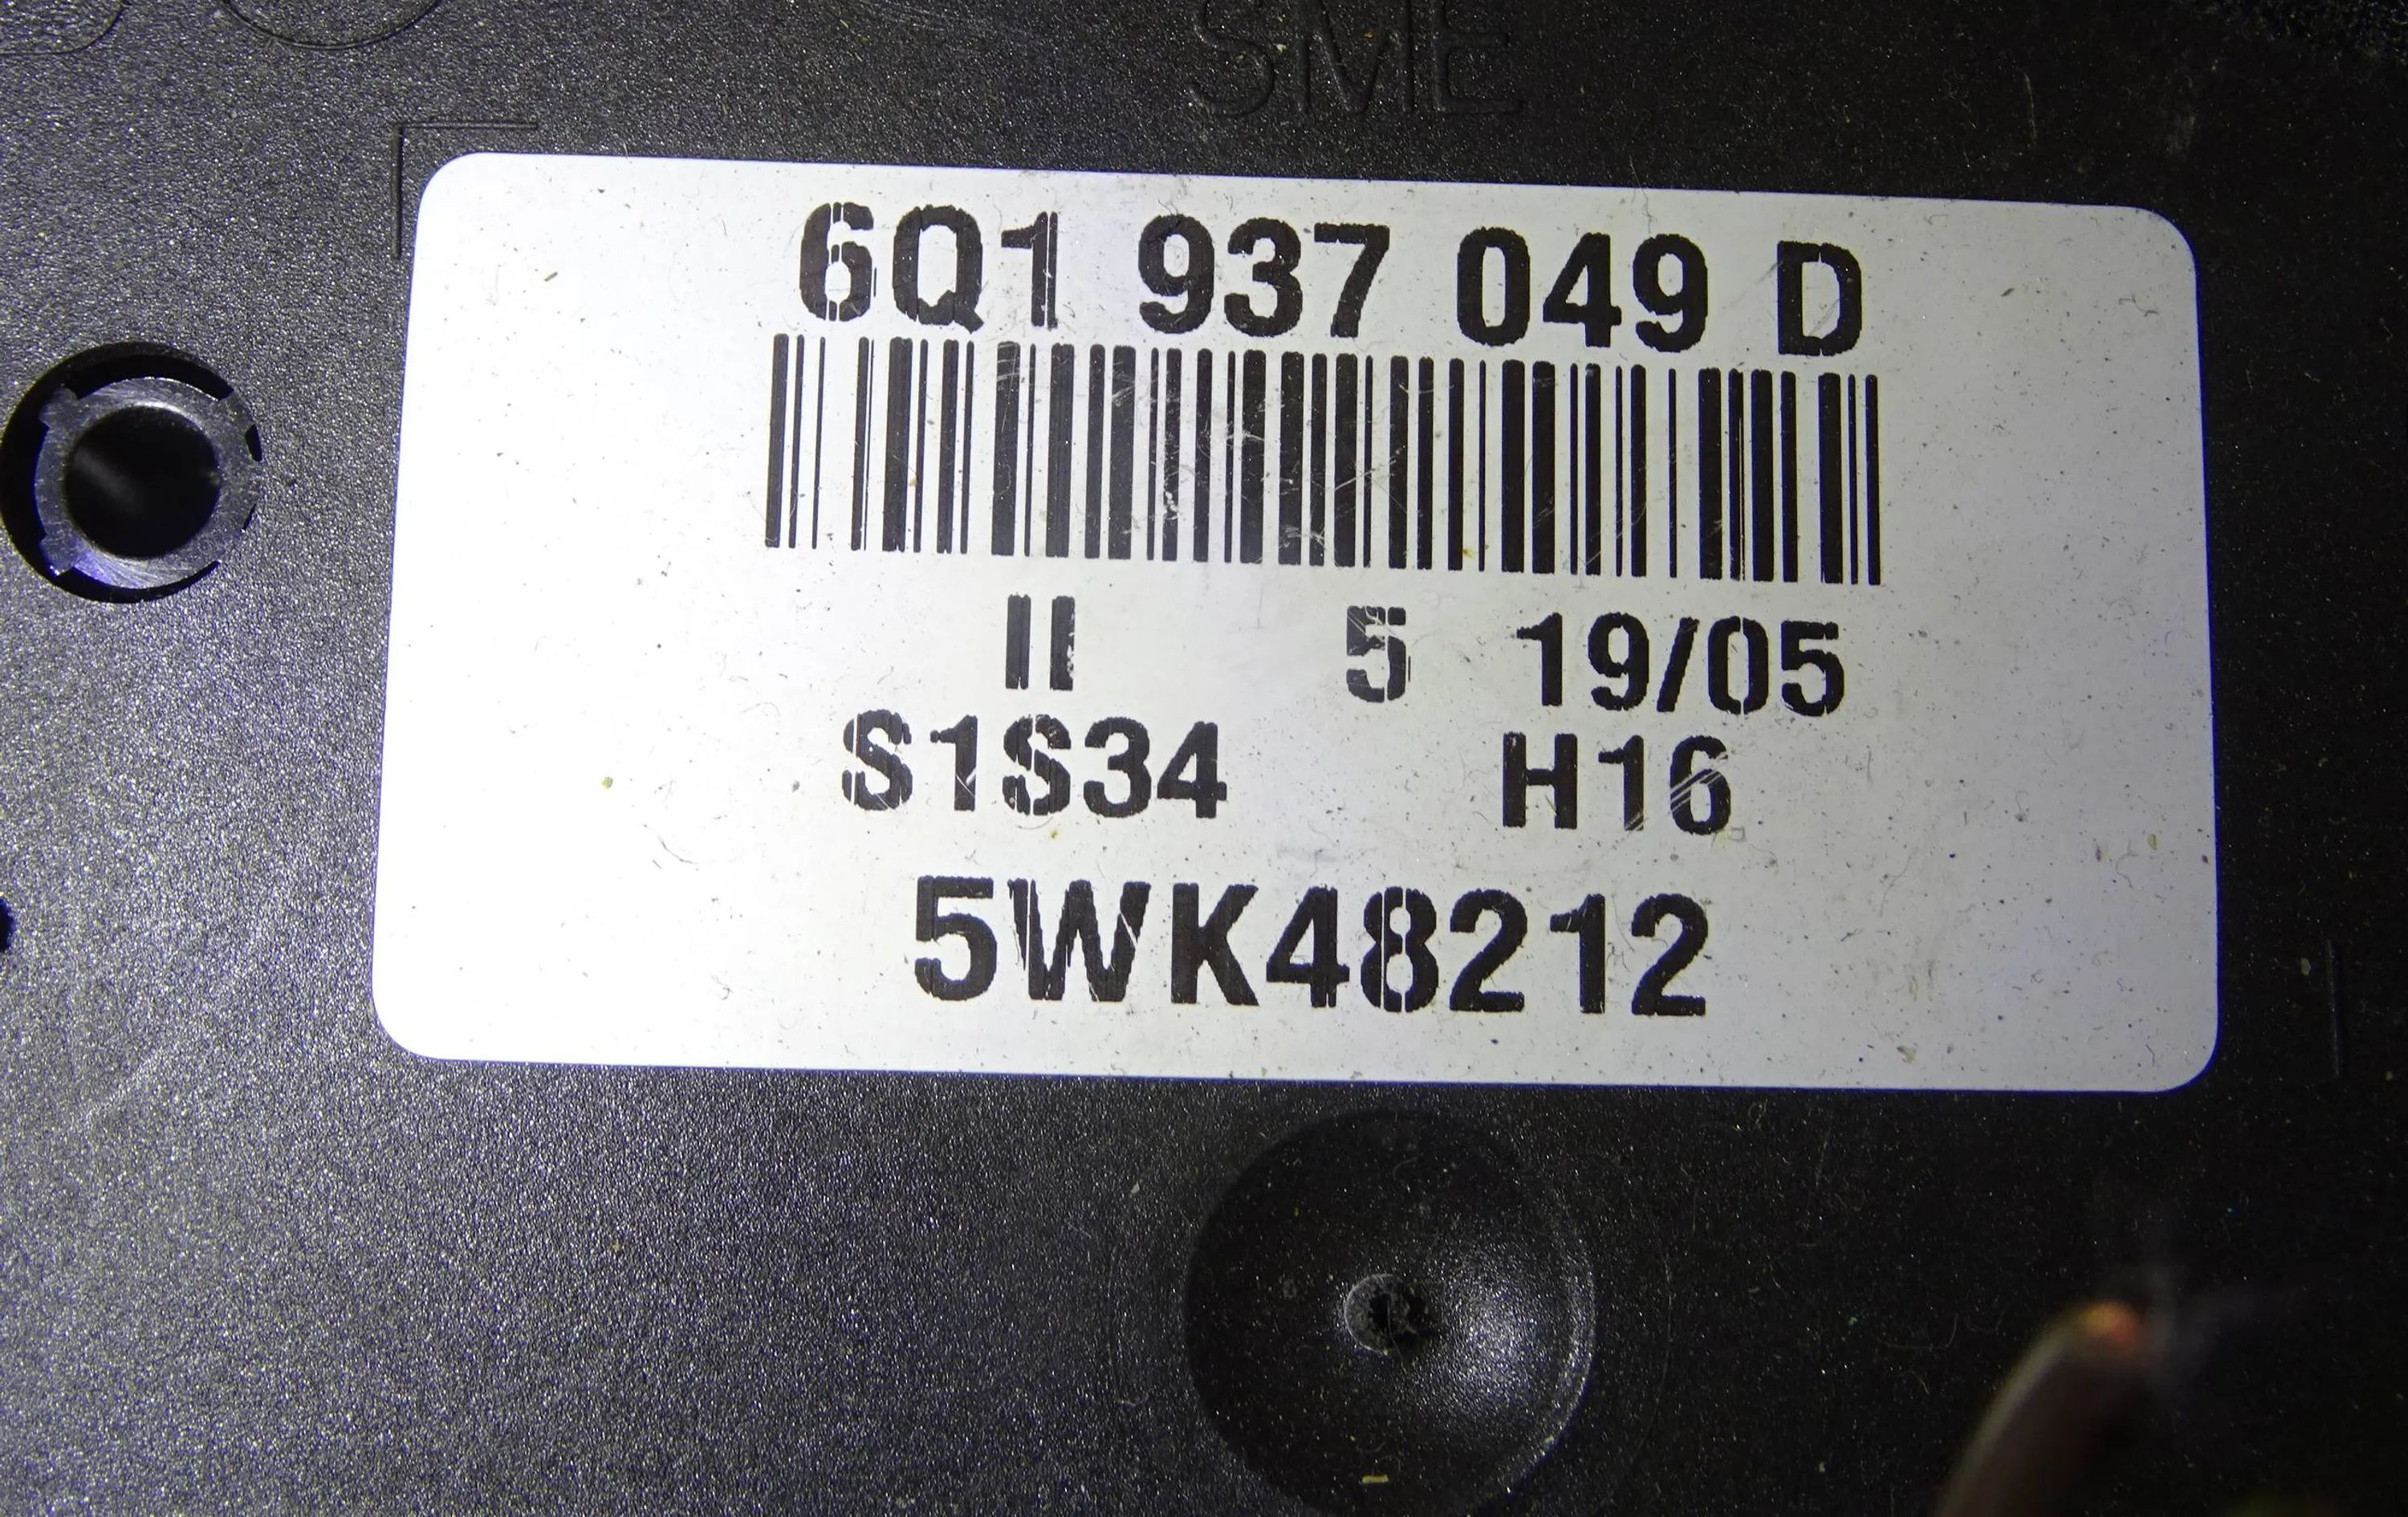 SME
6Q1 937 049 D
II 5 19/05
S1S34 H16
5WK48212